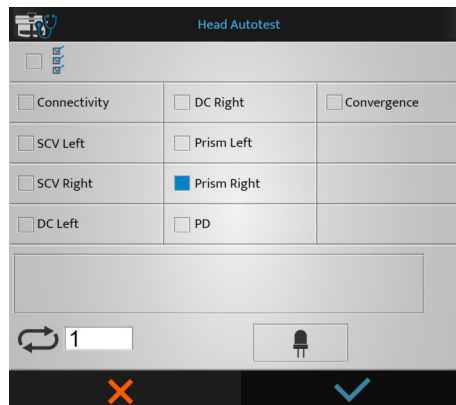 Head Autotest
Connectivity
DC Right
Convergence
SCV Left
Prism Left
SCV Right
Prism Right
DC Left
PD
1